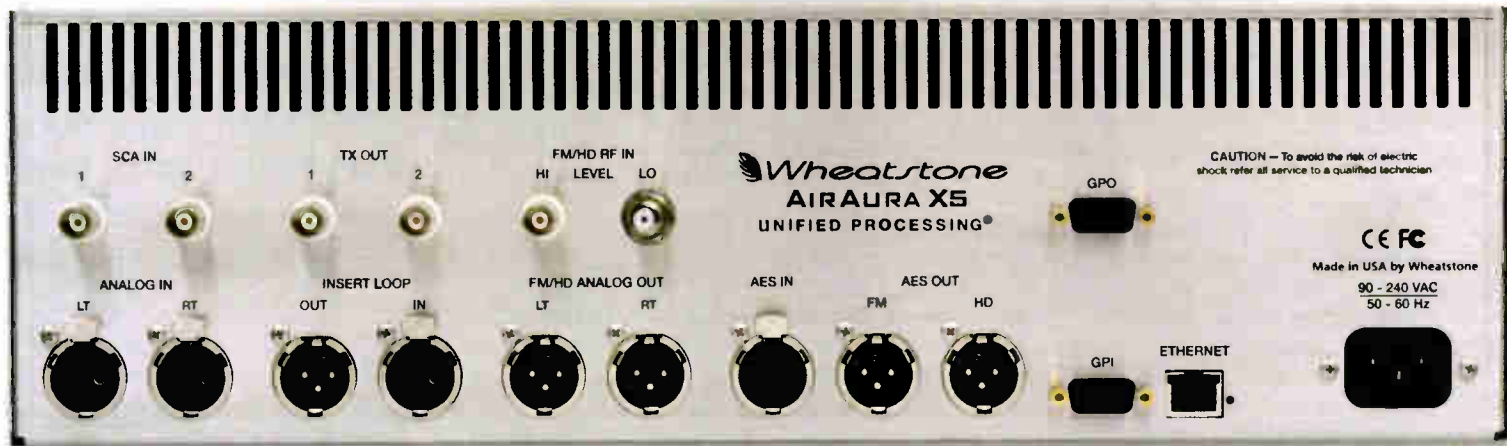 SCA IN
1 2
TX OUT
1 2
FM/HD RF IN
HI LEVEL LO
Wheatstone
AIRAURA X5
UNIFIED PROCESSING®
GPO
CAUTION — To avoid the risk of electric
shock refer all service to a qualified technician
CE FC
Made in USA by Wheatstone
90 - 240 VAC
50 - 60 Hz
ANALOG IN
LT RT
INSERT LOOP
OUT IN
FM/HD ANALOG OUT
LT RT
AES IN
AES OUT
FM HD
GPI
ETHERNET